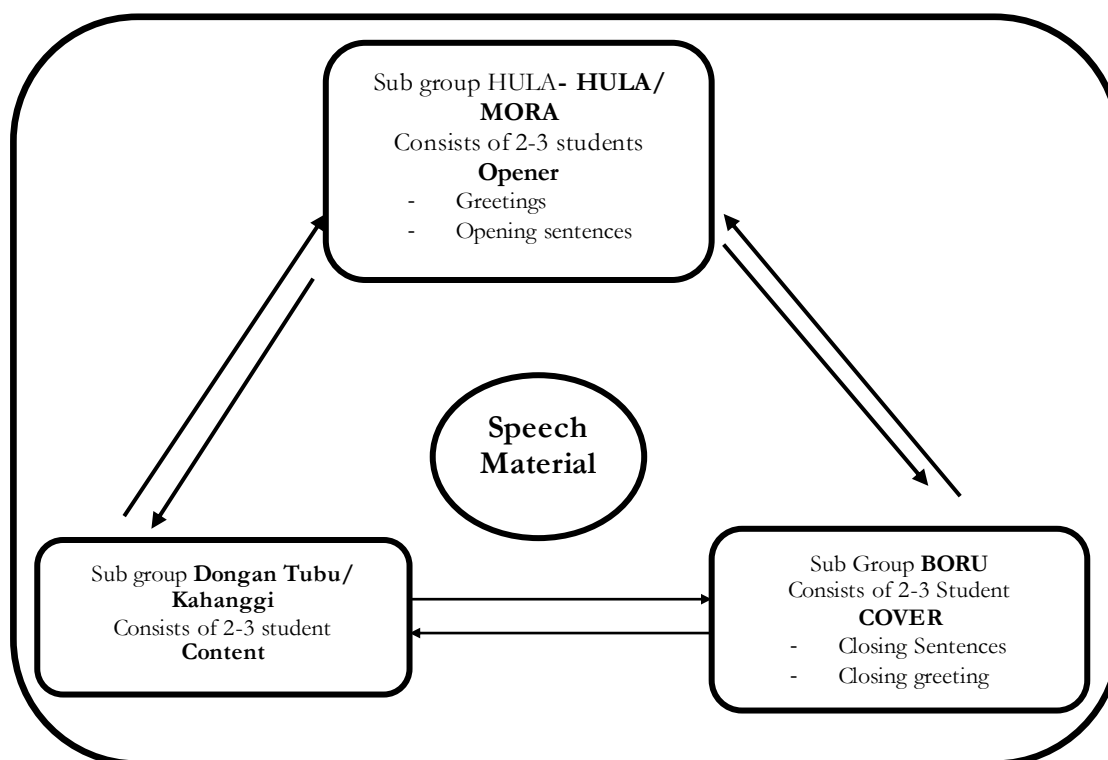 Sub group HULA- HULA/
MORA
Consists of 2-3 students
Opener
- Greetings
- Opening sentences
Speech
Material
Sub group Dongan Tubu/
Kahanggi
Consists of 2-3 student
Content
Sub Group BORU
Consists of 2-3 Student
COVER
- Closing Sentences
- Closing greeting